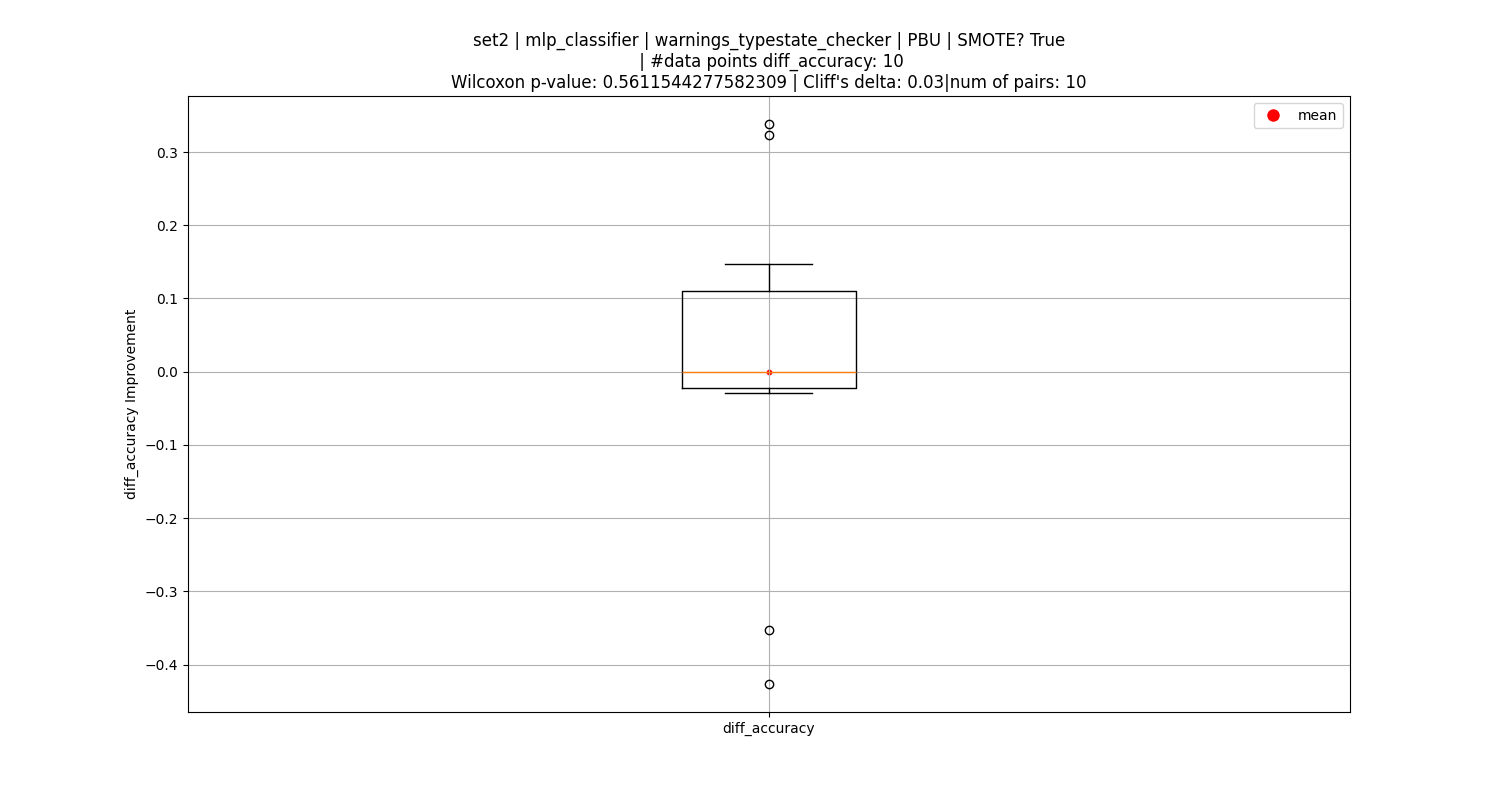 set2 | mlp_classifier | warnings_typestate_checker | PBU | SMOTE? True
| #data points diff_accuracy: 10
Wilcoxon p-value: 0.5611544277582309 | Cliff's delta: 0.03|num of pairs: 10
mean
0.3
0.2
0.1
0.0
−0.1
−0.2
−0.3
−0.4
diff_accuracy Improvement
diff_accuracy